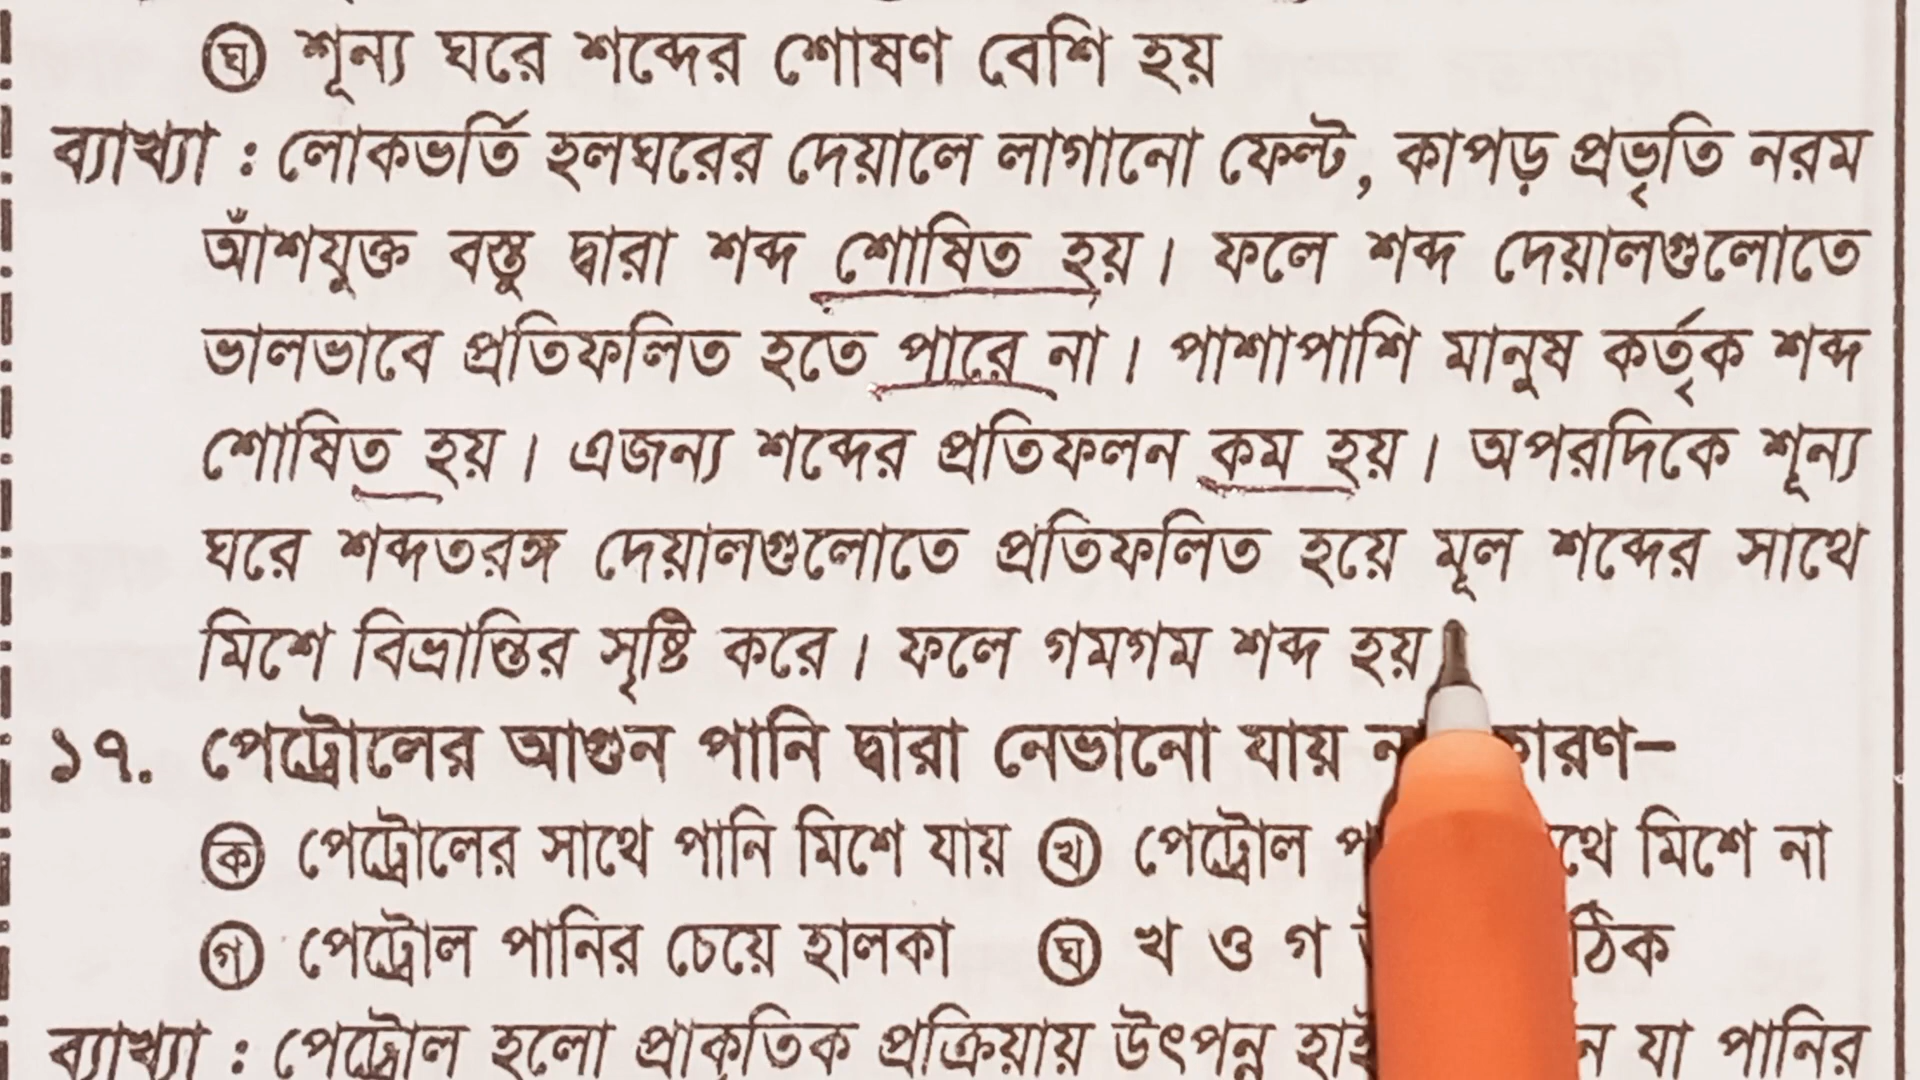 ঘ শূন্য ঘরে শব্দের শোষণ বেশি হয়
ব্যাখ্যা : লোকভর্তি হলঘরের দেয়ালে লাগানো ফেল্ট, কাপড় প্রভৃতি নরম
আঁশযুক্ত বস্তু দ্বারা শব্দ শোষিত হয়। ফলে শব্দ দেয়ালগুলোতে
ভালভাবে প্রতিফলিত হতে পারে না। পাশাপাশি মানুষ কর্তৃক শব্দ
শোষিত হয়। এজন্য শব্দের প্রতিফলন কম হয়। অপরদিকে শূন্য
ঘরে শব্দতরঙ্গ দেয়ালগুলোতে প্রতিফলিত হয়ে মূল শব্দের সাথে
মিশে বিভ্রান্তির সৃষ্টি করে। ফলে গমগম শব্দ হয়
১৭. পেট্রোলের আগুন পানি দ্বারা নেভানো যায় কারণ–
ক পেট্রোলের সাথে পানি মিশে যায় খ পেট্রোল মিশে না
গ পেট্রোল পানির চেয়ে হালকা ঘ খ ও গ ঠিক
ব্যাখ্যা : পেট্রোল হলো প্রাকৃতিক প্রক্রিয়ায় উৎপন্ন যা পানির